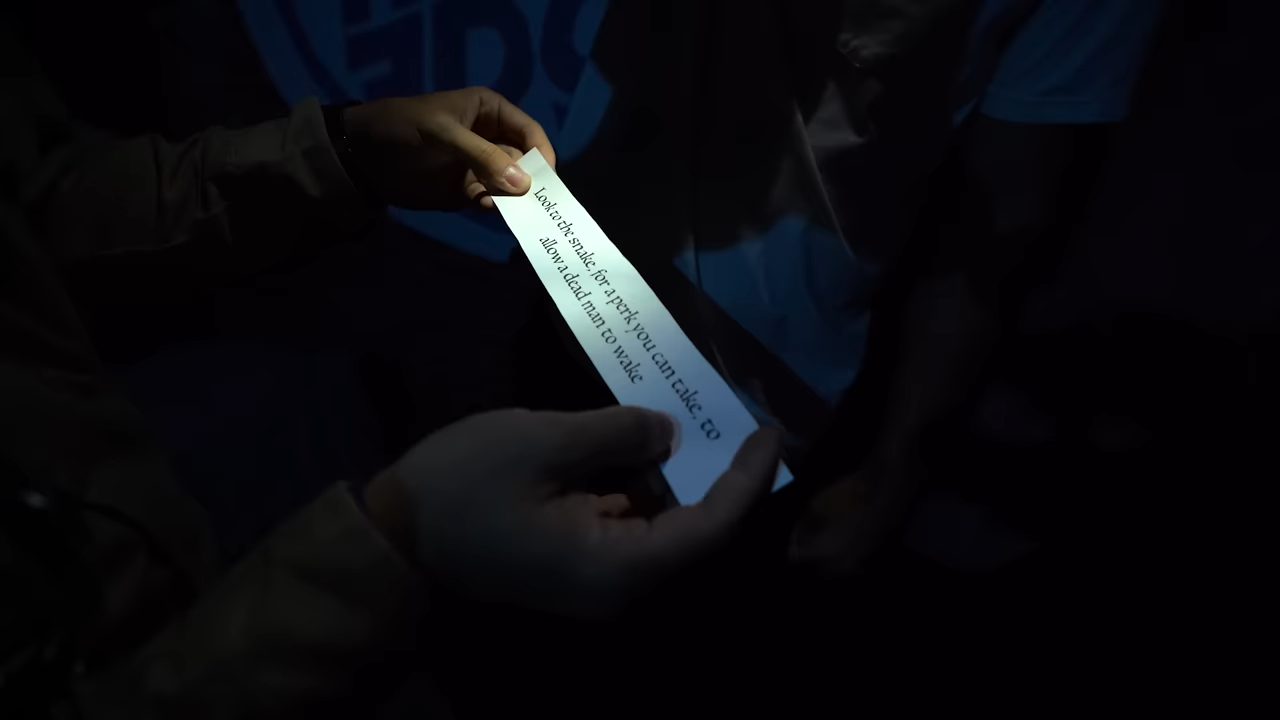 Look to the snake, for a perk you can take, to
allow a dead man to wake